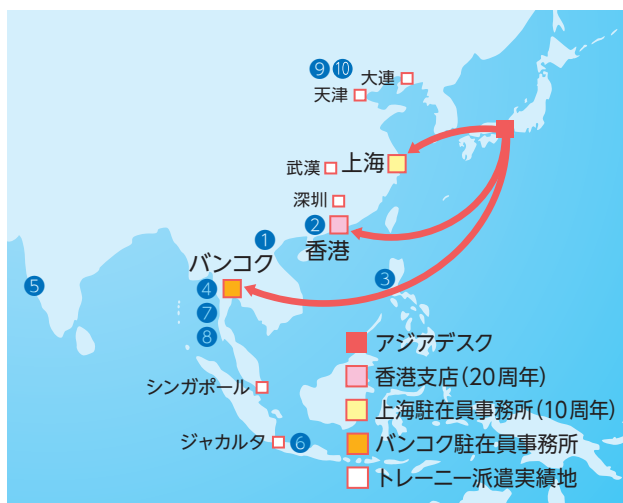 ⑨ ⑩ 大連
天津
武漢 上海
深圳
② 香港
①
バンコク
③
④
⑤
⑦
⑧
シンガポール
ジャカルタ ⑥
アジアデスク
香港支店(20周年)
上海駐在員事務所(10周年)
バンコク駐在員事務所
トレーニー派遣実績地